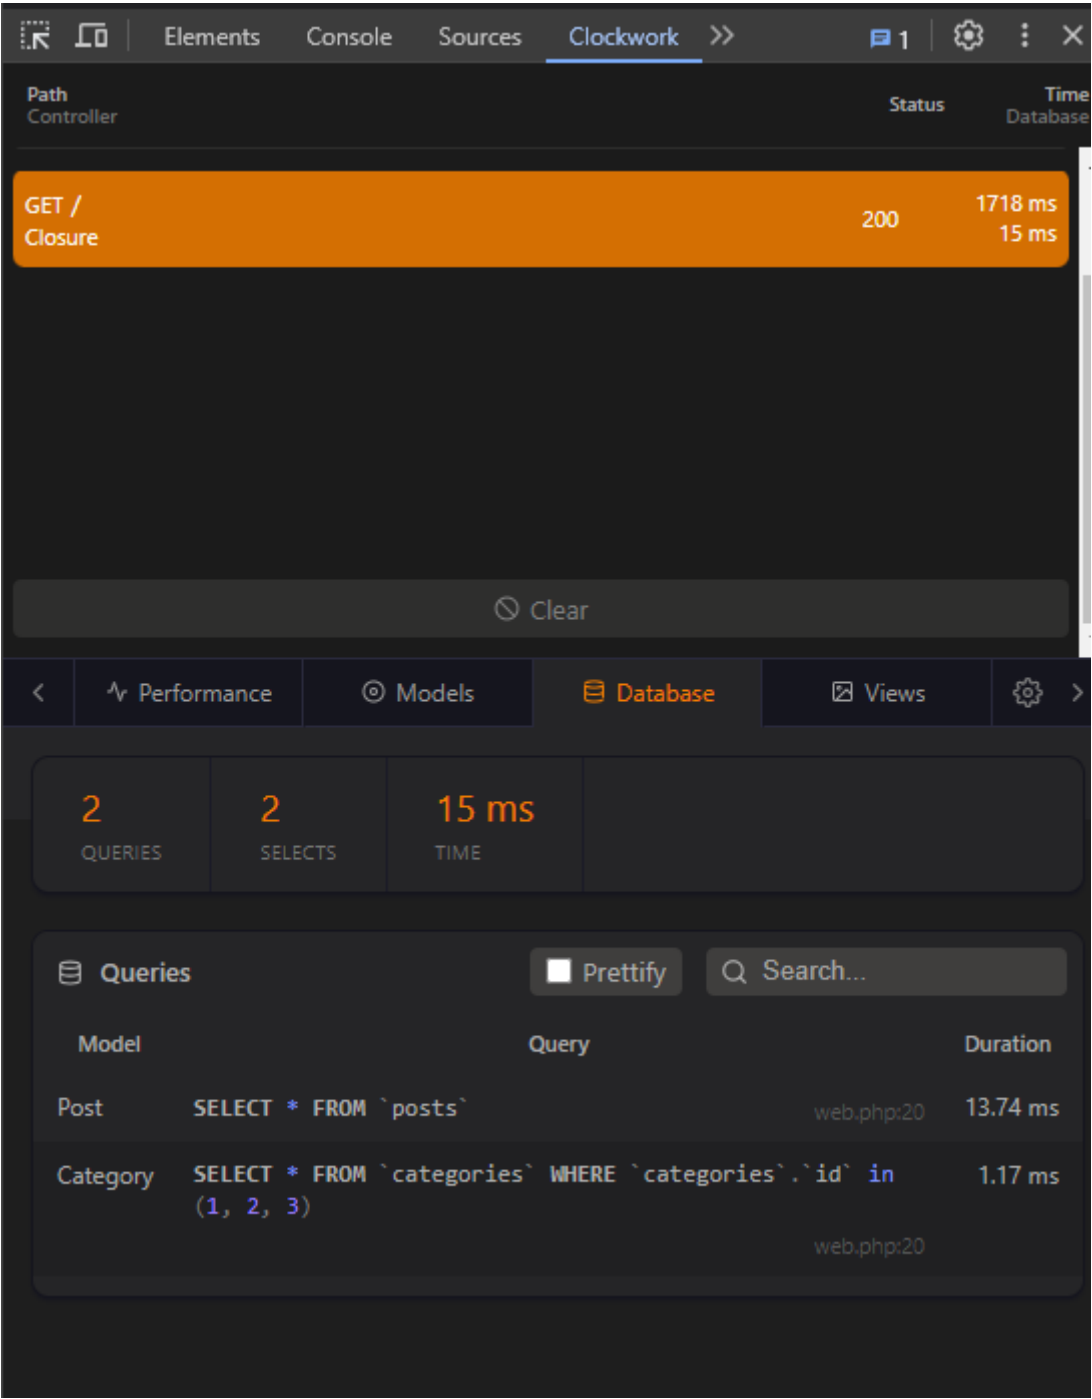 Elements Console Sources Clockwork 1
Path Status Time
Controller Database
GET / 200 1718 ms
Closure 15 ms
Clear
Performance Models Database Views
2 2 15 ms
QUERIES SELECTS TIME
Queries Prettify Search...
Model Query Duration
Post SELECT * FROM `posts` web.php:20 13.74 ms
Category SELECT * FROM `categories` WHERE `categories`.`id` in 1.17 ms
(1, 2, 3)
web.php:20